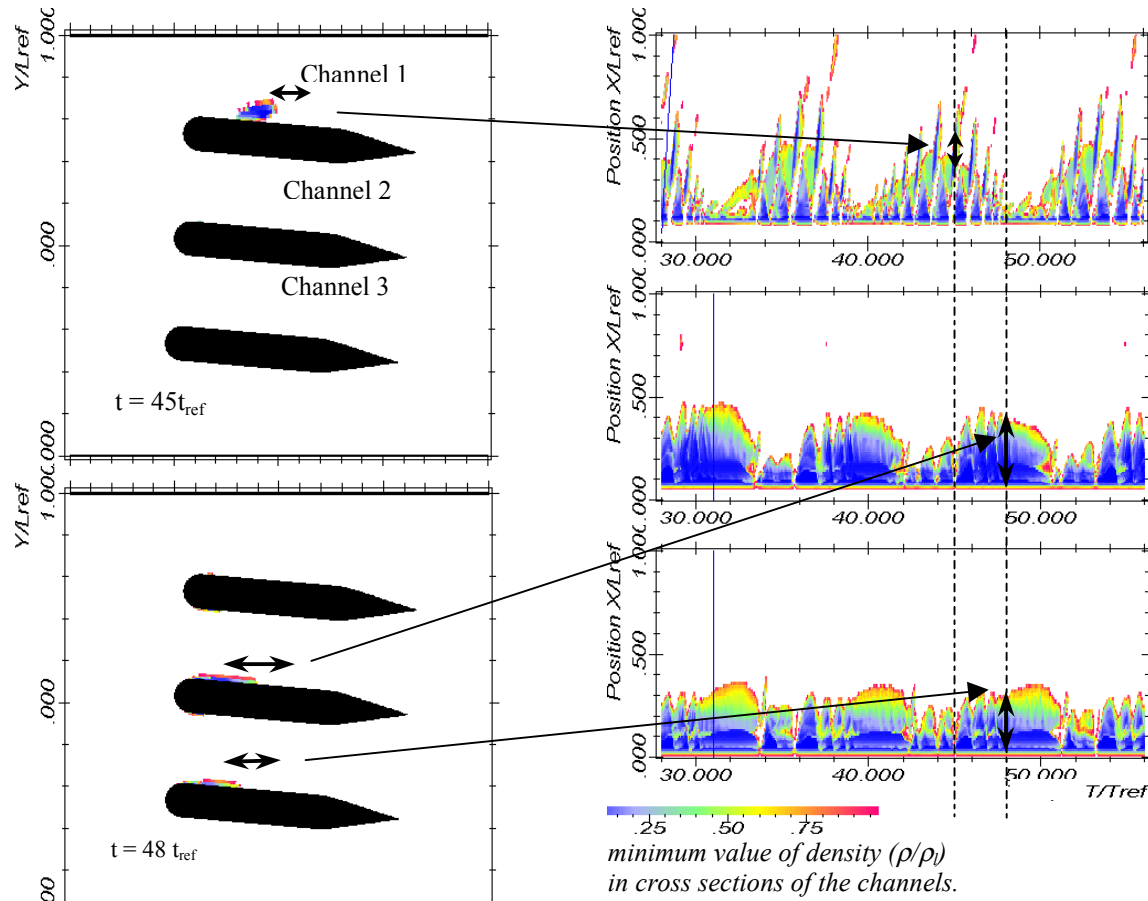 1.000
Y/Lref
Channel 1
Channel 2
.000
Channel 3
t = 45tref
1.000
Y/Lref
.000
t = 48 tref
1.000
Position X/Lref
.500
.000
30.000 40.000 50.000
1.000
Position X/Lref
.500
.000
30.000 40.000 50.000
1.000
Position X/Lref
.500
.000
30.000 40.000 50.000
T/Tref
.25 .50 .75
minimum value of density (ρ/ρl)
in cross sections of the channels.